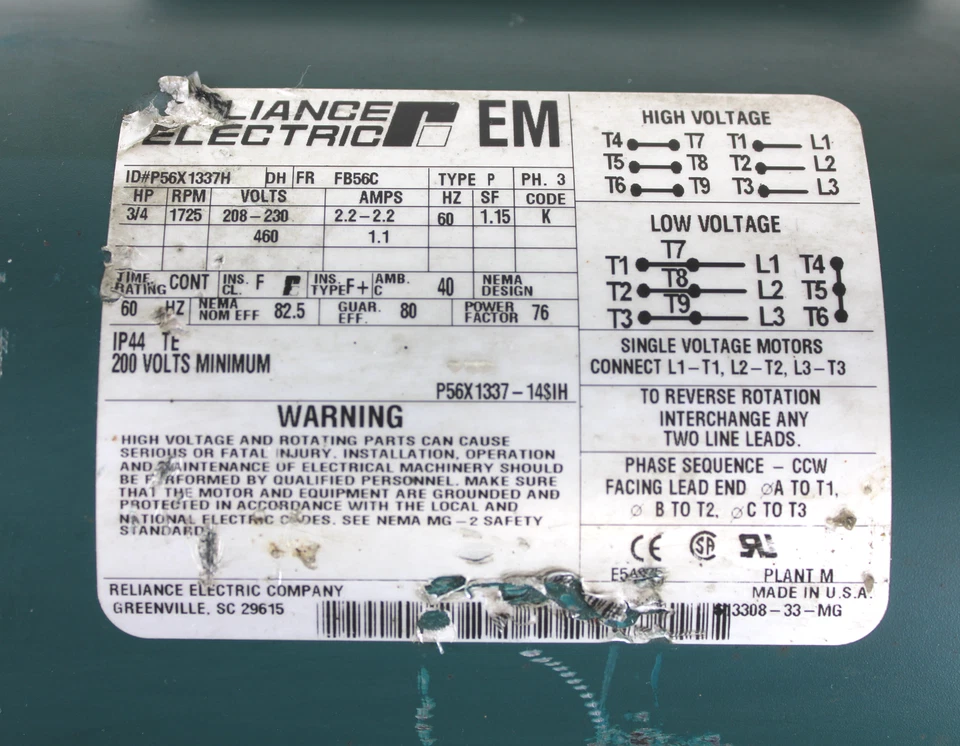 RELIANCE
ELECTRIC EM
ID#P56X1337H DH FR FB56C TYPE P PH. 3
HP RPM VOLTS AMPS HZ SF CODE
3/4 1725 208-230 2.2-2.2 60 1.15 K
460 1.1
TIME RATING CONT INS. CL. F INS. TYPE F+ AMB. C 40 NEMA DESIGN
60 HZ NEMA NOM EFF 82.5 GUAR. EFF. 80 POWER FACTOR 76
IP44 TE
200 VOLTS MINIMUM
P56X1337-14$IH
WARNING
HIGH VOLTAGE AND ROTATING PARTS CAN CAUSE
SERIOUS OR FATAL INJURY. INSTALLATION, OPERATION
AND MAINTENANCE OF ELECTRICAL MACHINERY SHOULD
BE PERFORMED BY QUALIFIED PERSONNEL. MAKE SURE
THAT THE MOTOR AND EQUIPMENT ARE GROUNDED AND
PROTECTED IN ACCORDANCE WITH THE LOCAL AND
NATIONAL ELECTRIC CODES. SEE NEMA MG-2 SAFETY
STANDARD
RELIANCE ELECTRIC COMPANY
GREENVILLE, SC 29615
HIGH VOLTAGE
T4 T7 T1 L1
T5 T8 T2 L2
T6 T9 T3 L3
LOW VOLTAGE
T7
T1 L1 T4
T8
T2 L2 T5
T9
T3 L3 T6
SINGLE VOLTAGE MOTORS
CONNECT L1-T1, L2-T2, L3-T3
TO REVERSE ROTATION
INTERCHANGE ANY
TWO LINE LEADS.
PHASE SEQUENCE - CCW
FACING LEAD END ⌀A TO T1,
⌀ B TO T2, ⌀C TO T3
CE SA UR
PLANT M
MADE IN U.S.A.
3308-33-MG